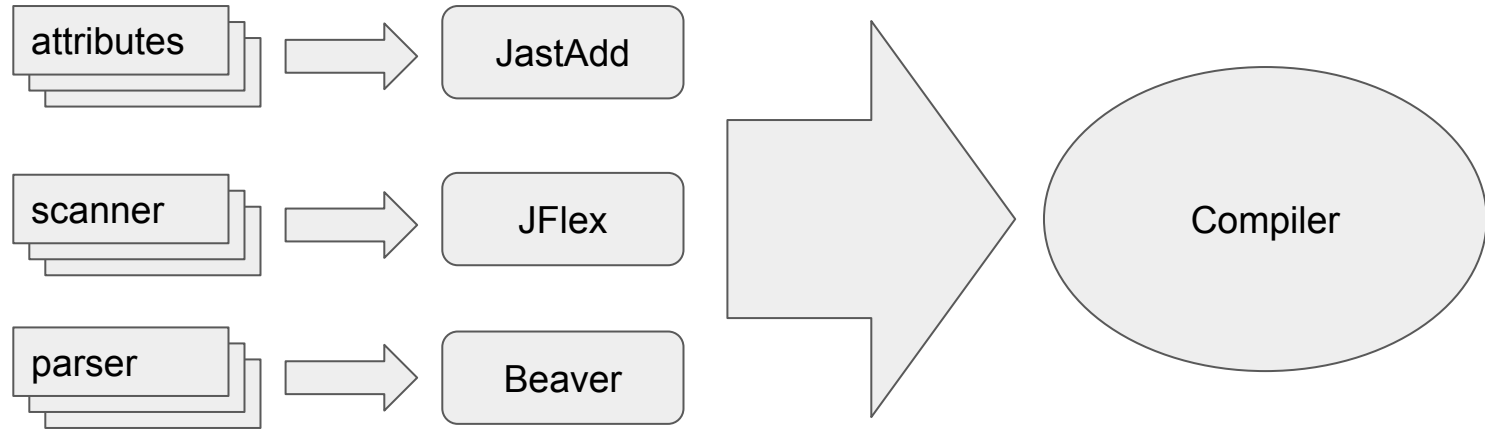 attributes
JastAdd
scanner
JFlex
Compiler
parser
Beaver